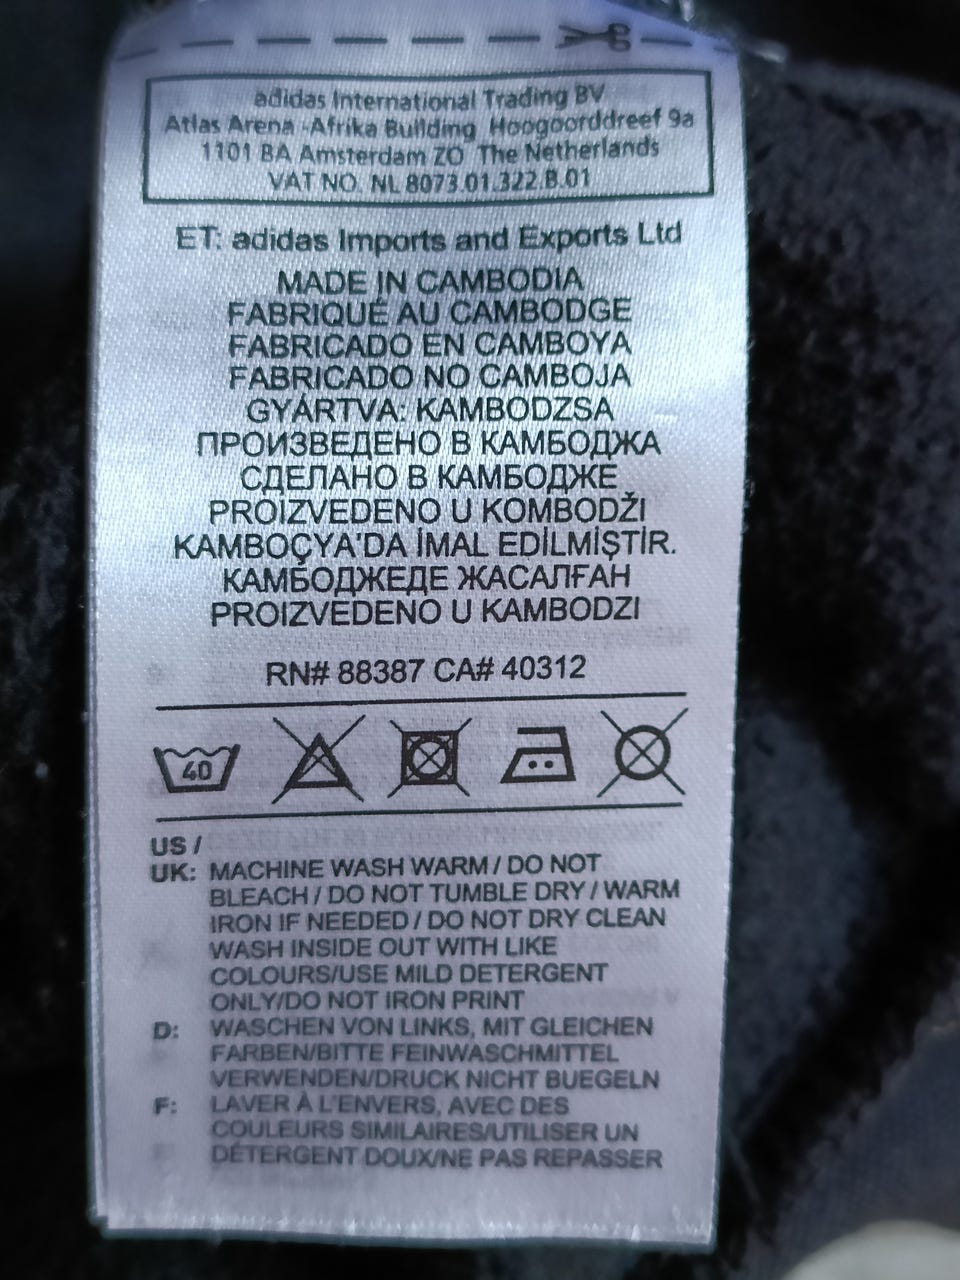 adidas International Trading BV
Atlas Arena -Afrika Building Hoogoorddreef 9a
1101 BA Amsterdam ZO The Netherlands
VAT NO. NL 8073.01.322.B.01
ET: adidas Imports and Exports Ltd
MADE IN CAMBODIA
FABRIQUÉ AU CAMBODGE
FABRICADO EN CAMBOYA
FABRICADO NO CAMBOJA
GYÁRTVA: KAMBODZSA
ПРОИЗВЕДЕНО В КАМБОДЖА
СДЕЛАНО В КАМБОДЖЕ
PROIZVEDENO U KOMBODŽI
KAMBOÇYA'DA İMAL EDİLMİŞTİR.
КАМБОДЖЕДЕ ЖАСАЛҒАН
PROIZVEDENO U KAMBODZI
RN# 88387 CA# 40312
40
US /
UK: MACHINE WASH WARM / DO NOT
BLEACH / DO NOT TUMBLE DRY / WARM
IRON IF NEEDED / DO NOT DRY CLEAN
WASH INSIDE OUT WITH LIKE
COLOURS/USE MILD DETERGENT
ONLY/DO NOT IRON PRINT
D: WASCHEN VON LINKS, MIT GLEICHEN
FARBEN/BITTE FEINWASCHMITTEL
VERWENDEN/DRUCK NICHT BUEGELN
F: LAVER À L'ENVERS, AVEC DES
COULEURS SIMILAIRES/UTILISER UN
DÉTERGENT DOUX/NE PAS REPASSER